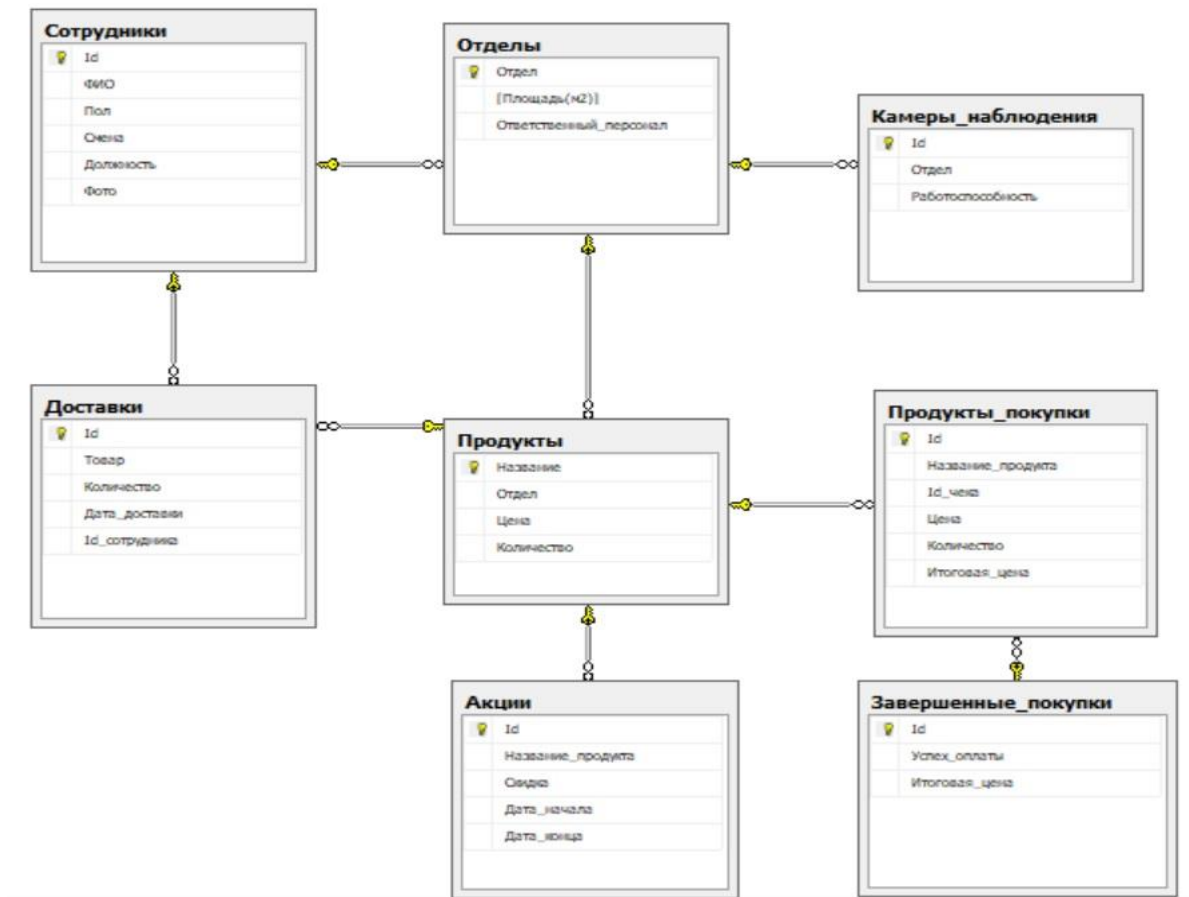 Сотрудники
Id
ФИО
Пол
Смена
Должность
Фото
Отделы
Отдел
[Площадь(м2)]
Ответственный_персонал
Камеры_наблюдения
Id
Отдел
Работоспособность
Доставки
Id
Товар
Количество
Дата_доставки
Id_сотрудника
Продукты
Название
Отдел
Цена
Количество
Продукты_покупки
Id
Название_продукта
Id_чека
Цена
Количество
Итоговая_цена
Акции
Id
Название_продукта
Скидка
Дата_начала
Дата_конца
Завершенные_покупки
Id
Успех_оплаты
Итоговая_цена